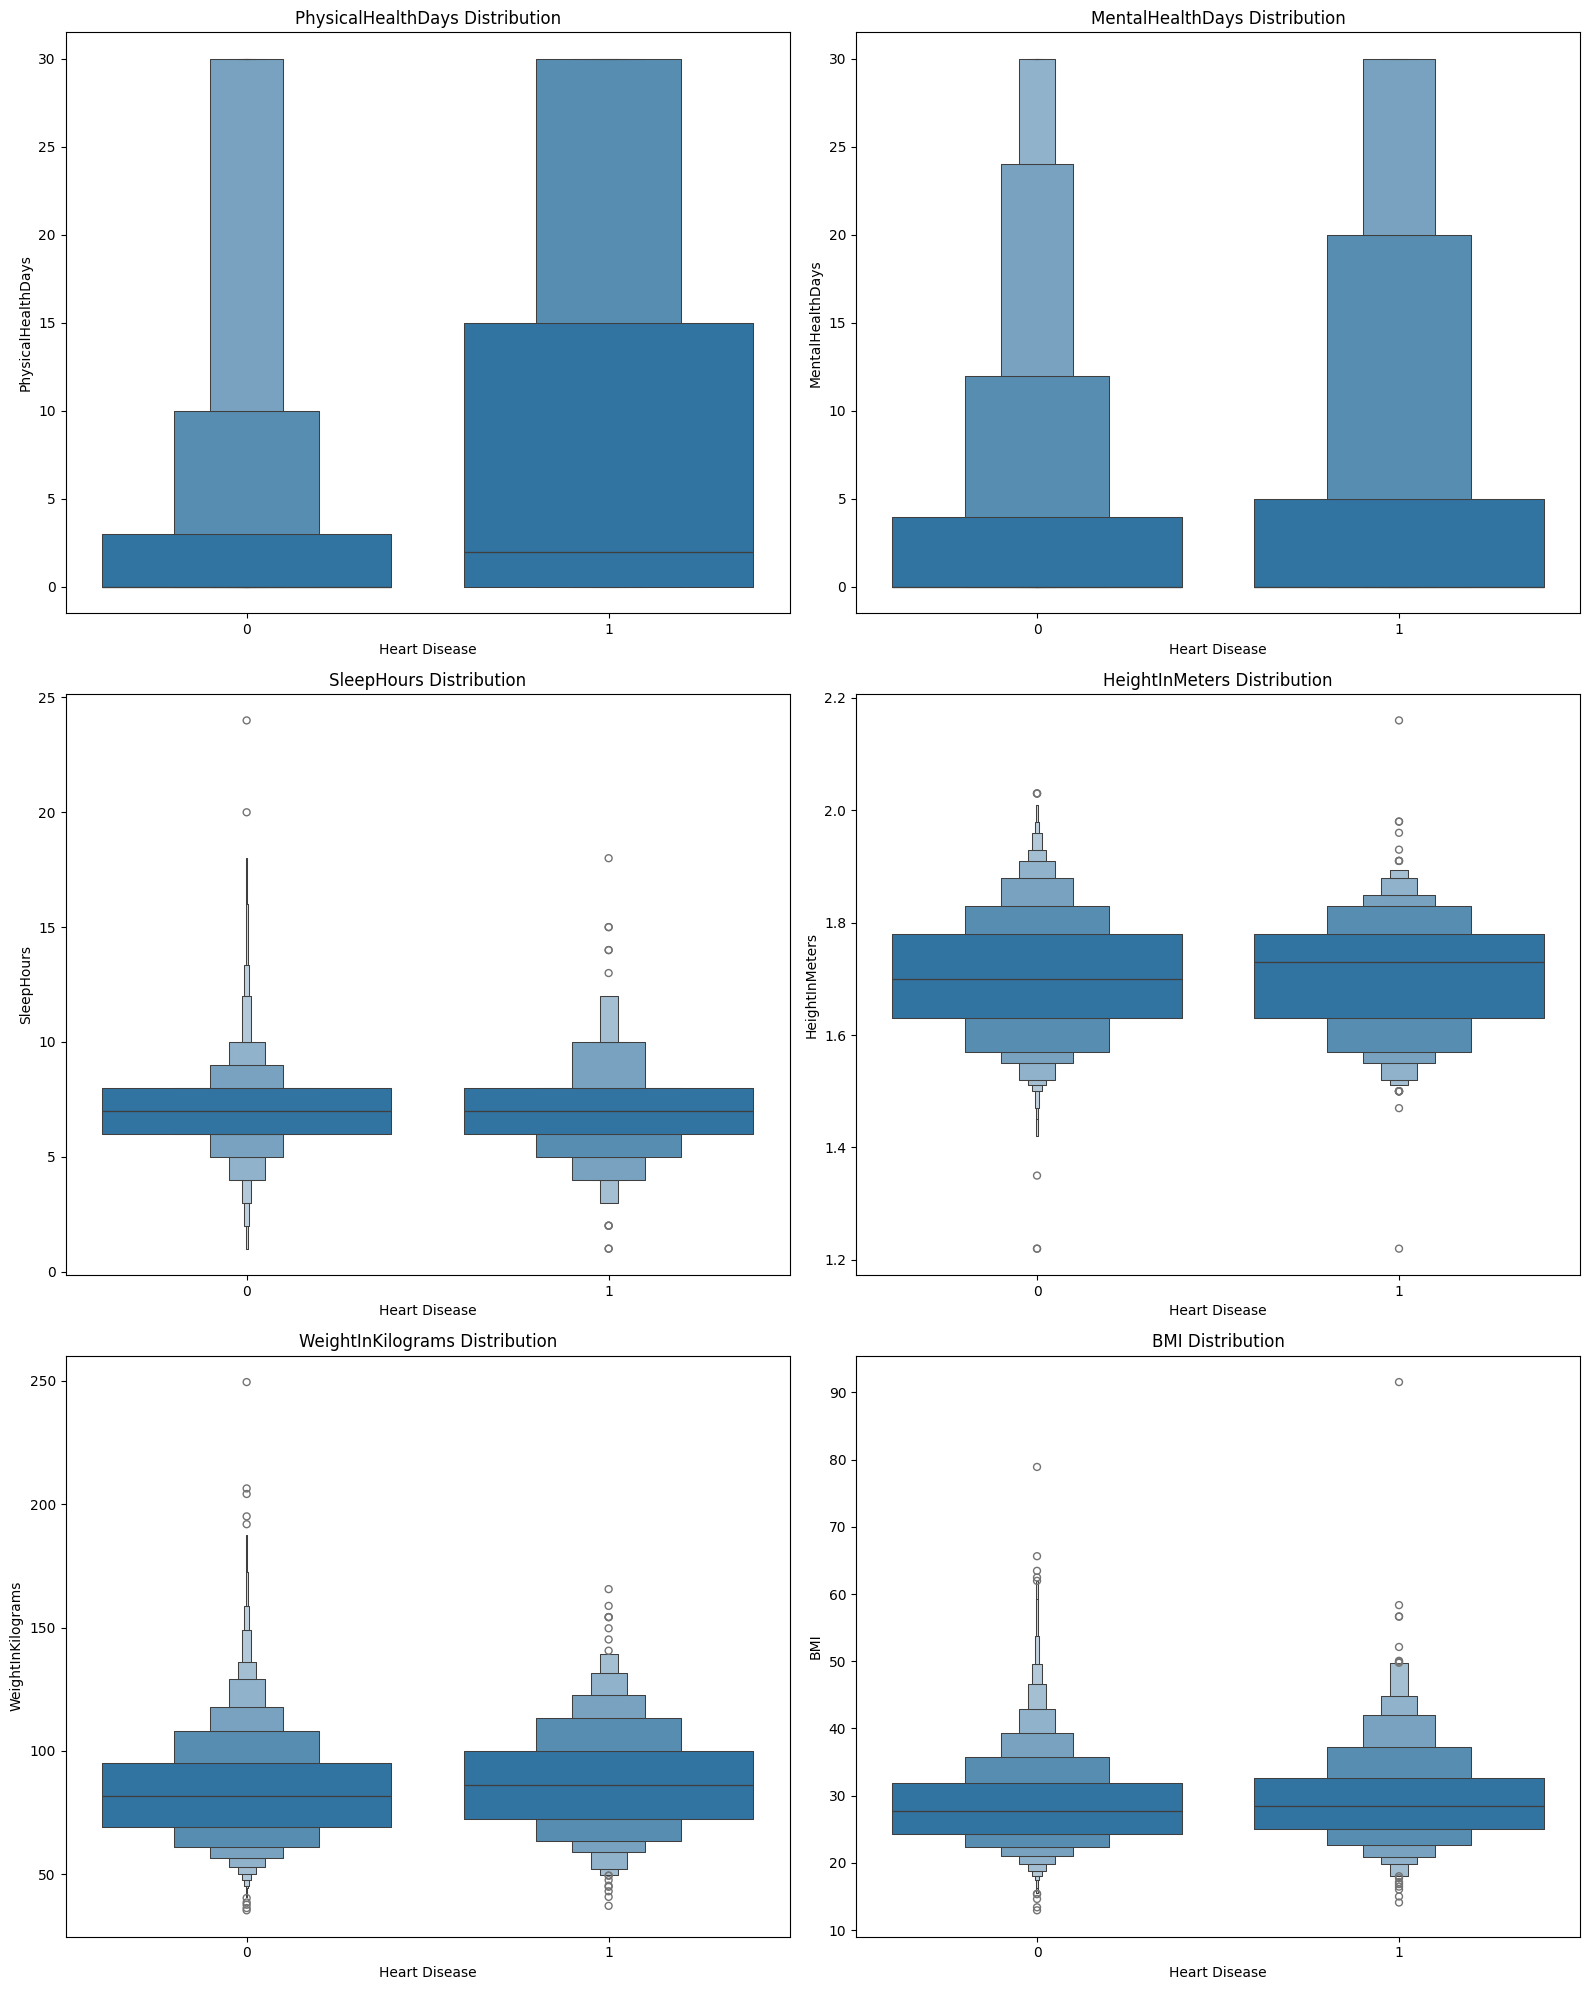 PhysicalHealthDays Distribution
PhysicalHealthDays
30
25
20
15
10
5
0
0 1
Heart Disease
MentalHealthDays Distribution
MentalHealthDays
30
25
20
15
10
5
0
0 1
Heart Disease
SleepHours Distribution
SleepHours
25
20
15
10
5
0
0 1
Heart Disease
HeightInMeters Distribution
HeightInMeters
2.2
2.0
1.8
1.6
1.4
1.2
0 1
Heart Disease
WeightInKilograms Distribution
WeightInKilograms
250
200
150
100
50
0 1
Heart Disease
BMI Distribution
BMI
90
80
70
60
50
40
30
20
10
0 1
Heart Disease